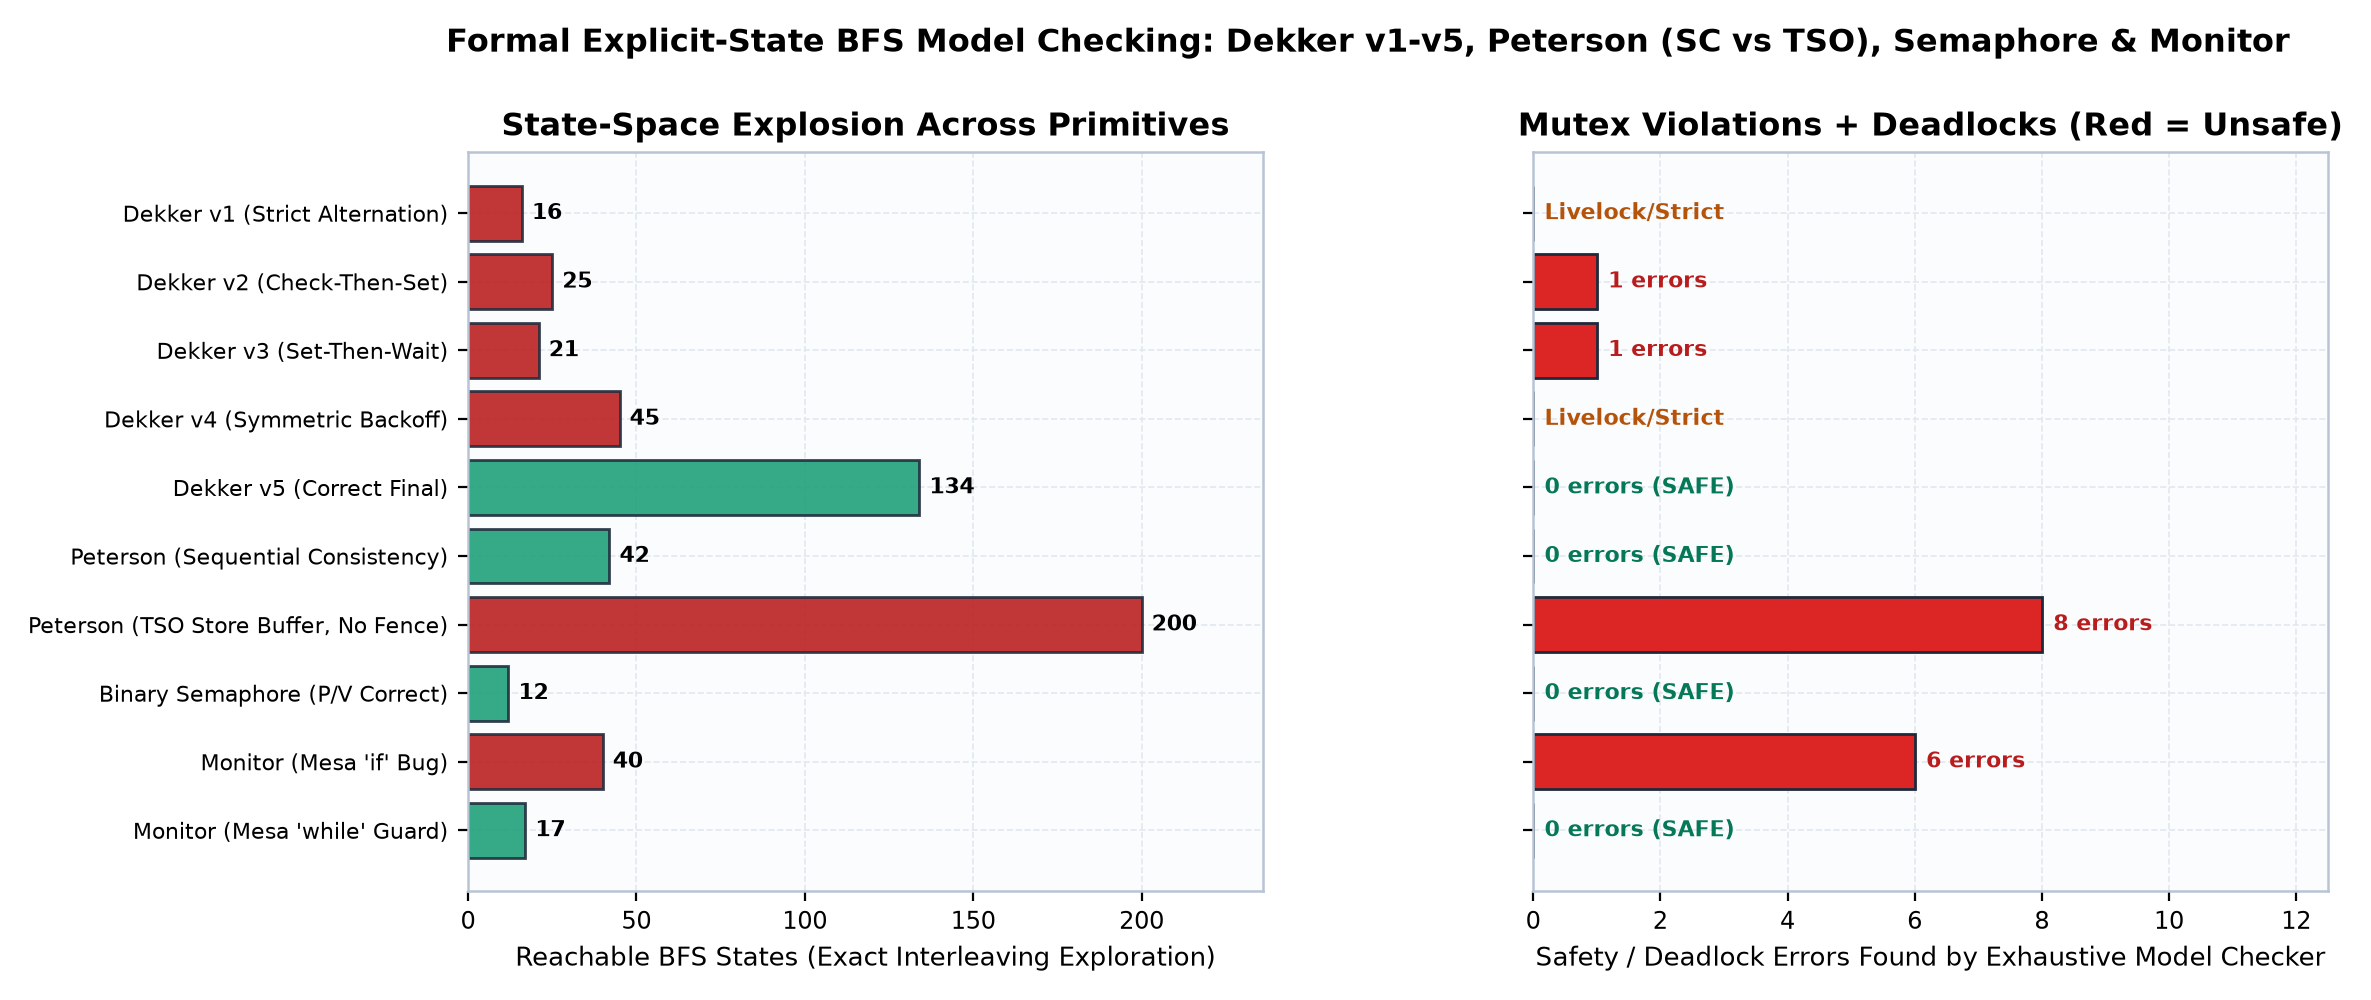 Formal Explicit-State BFS Model Checking: Dekker v1-v5, Peterson (SC vs TSO), Semaphore & Monitor
State-Space Explosion Across Primitives
Dekker v1 (Strict Alternation)
16
Dekker v2 (Check-Then-Set)
25
Dekker v3 (Set-Then-Wait)
21
Dekker v4 (Symmetric Backoff)
45
Dekker v5 (Correct Final)
134
Peterson (Sequential Consistency)
42
Peterson (TSO Store Buffer, No Fence)
200
Binary Semaphore (P/V Correct)
12
Monitor (Mesa 'if' Bug)
40
Monitor (Mesa 'while' Guard)
17
0 50 100 150 200
Reachable BFS States (Exact Interleaving Exploration)
Mutex Violations + Deadlocks (Red = Unsafe)
Livelock/Strict
1 errors
1 errors
Livelock/Strict
0 errors (SAFE)
0 errors (SAFE)
8 errors
0 errors (SAFE)
6 errors
0 errors (SAFE)
0 2 4 6 8 10 12
Safety / Deadlock Errors Found by Exhaustive Model Checker